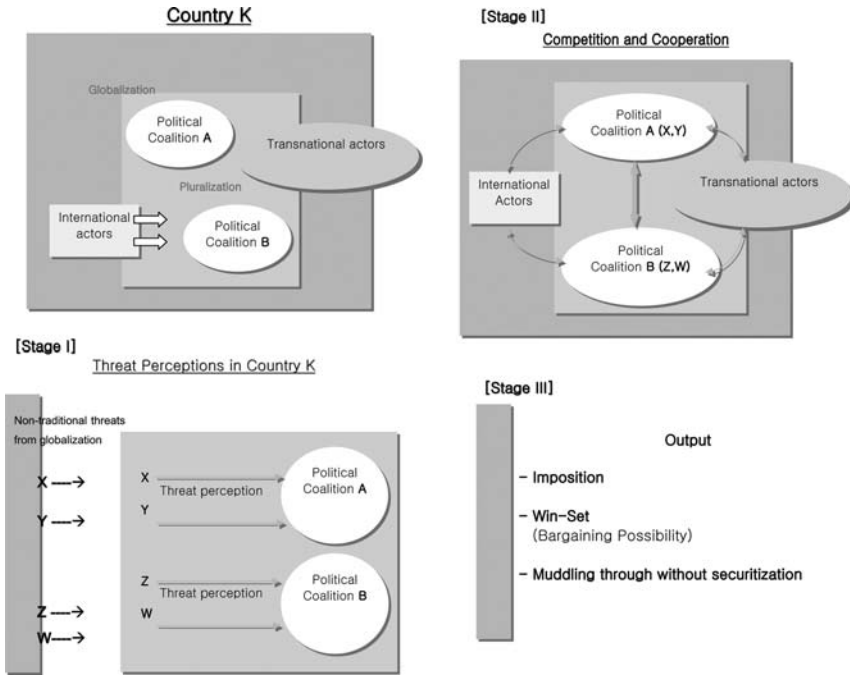 Country K
Globalization
Political
Coalition A
Transnational actors
Pluralization
International
actors
Political
Coalition B
[Stage I]
Threat Perceptions in Country K
Non-traditional threats
from globalization
X ----→
Y ----→
Z ----→
W ----→
X
Threat perception
Y
Political
Coalition A
Z
Threat perception
W
Political
Coalition B
[Stage II]
Competition and Cooperation
Political
Coalition A (X,Y)
International
Actors
Transnational actors
Political
Coalition B (Z,W)
[Stage III]
Output
- Imposition
- Win-Set
(Bargaining Possibility)
- Muddling through without securitization